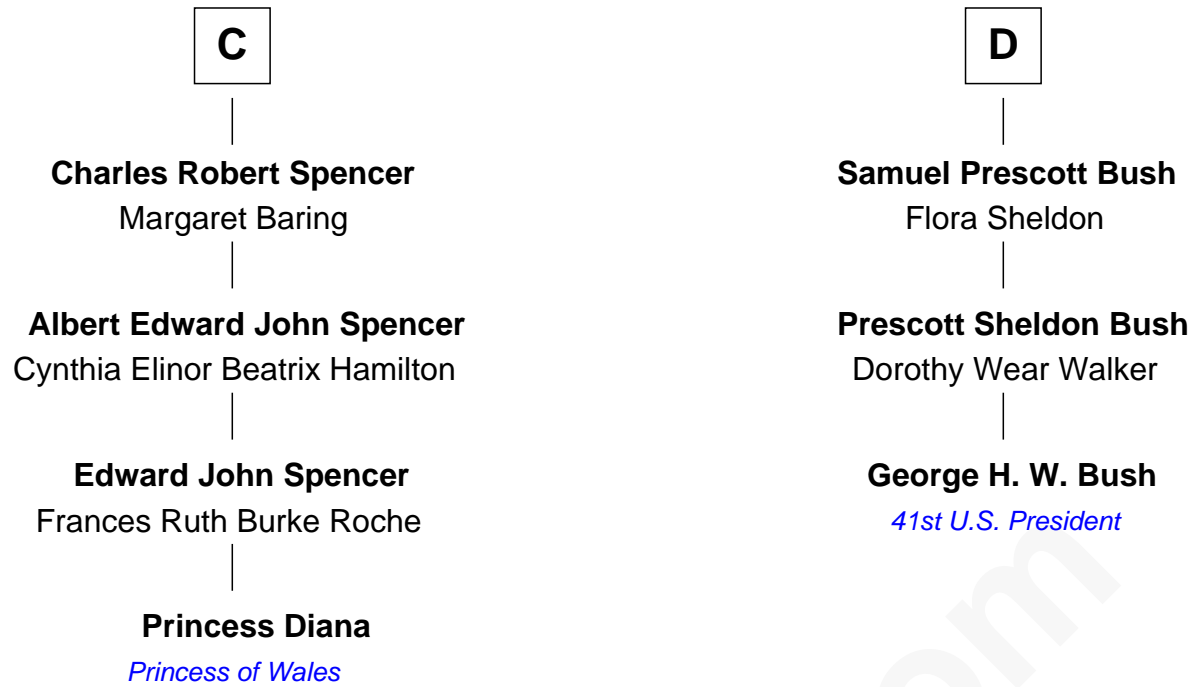 C
Charles Robert Spencer
Margaret Baring
Albert Edward John Spencer
Cynthia Elinor Beatrix Hamilton
Edward John Spencer
Frances Ruth Burke Roche
Princess Diana
Princess of Wales
D
Samuel Prescott Bush
Flora Sheldon
Prescott Sheldon Bush
Dorothy Wear Walker
George H. W. Bush
41st U.S. President
om